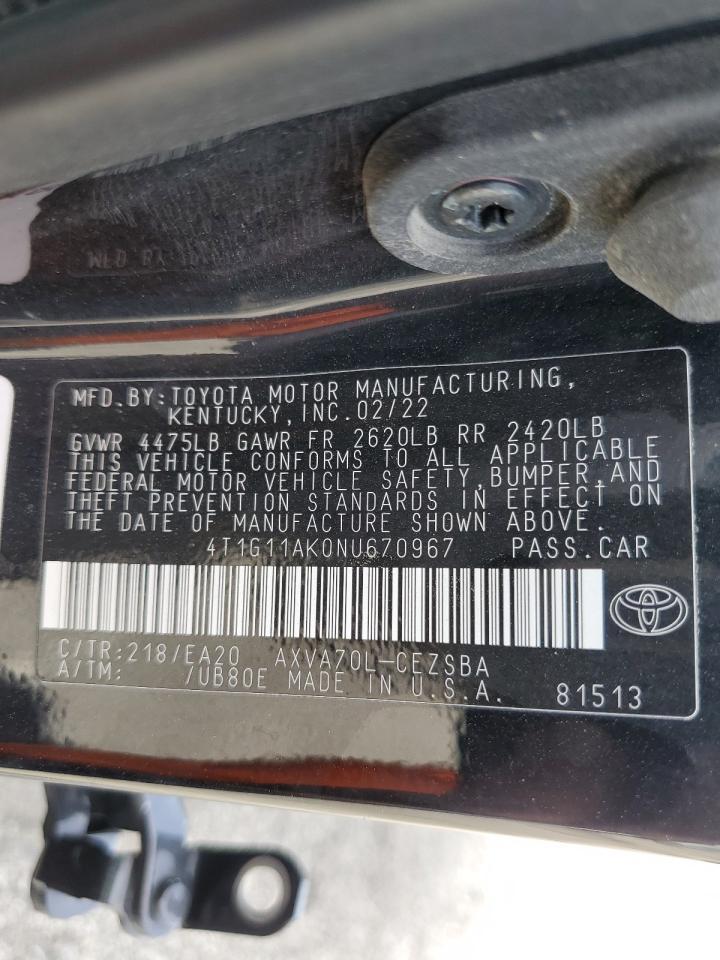 MFD.BY:TOYOTA MOTOR MANUFACTURING,
KENTUCKY,INC.02/22
GVWR 4475LB GAWR FR 2620LB RR 2420LB
THIS VEHICLE CONFORMS TO ALL APPLICABLE
FEDERAL MOTOR VEHICLE SAFETY,BUMPER,AND
THEFT PREVENTION STANDARDS IN EFFECT ON
THE DATE OF MANUFACTURE SHOWN ABOVE.
4T1G11AK0NU670967 PASS.CAR
C/TR:218/EA20 AXVA70L-CEZSBA
A/TM: /UB80E MADE IN U.S.A. 81513